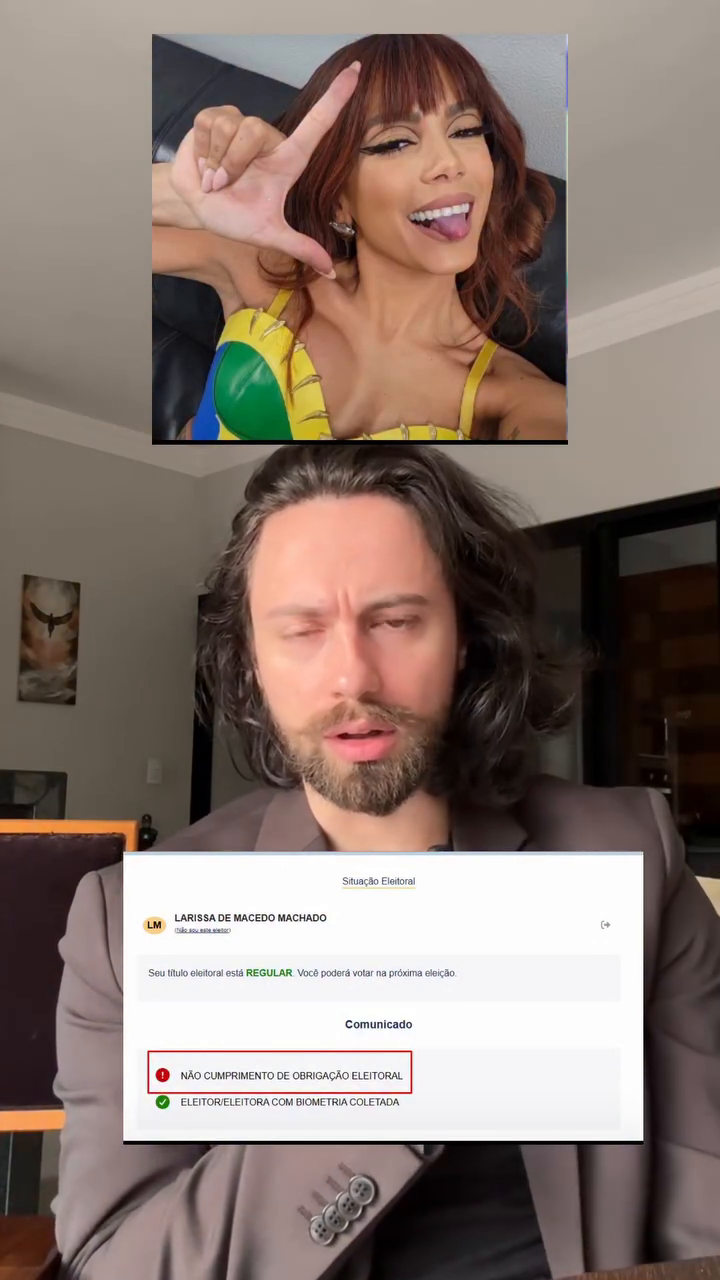 Situação Eleitoral
LM
LARISSA DE MACEDO MACHADO
(Não sou este eleitor)
Seu título eleitoral está REGULAR. Você poderá votar na próxima eleição.
Comunicado
! NÃO CUMPRIMENTO DE OBRIGAÇÃO ELEITORAL
ELEITOR/ELEITORA COM BIOMETRIA COLETADA